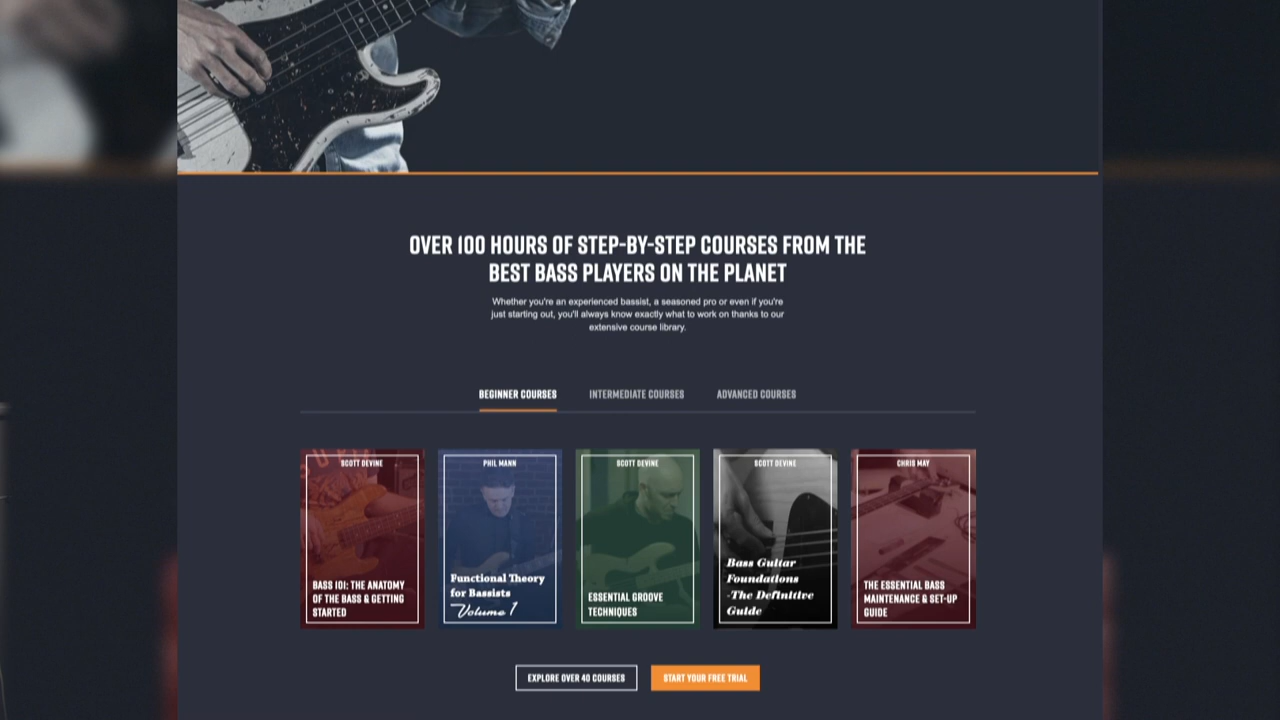 OVER 100 HOURS OF STEP-BY-STEP COURSES FROM THE
BEST BASS PLAYERS ON THE PLANET
Whether you're an experienced bassist, a seasoned pro or even if you're
just starting out, you'll always know exactly what to work on thanks to our
extensive course library.
BEGINNER COURSES
INTERMEDIATE COURSES
ADVANCED COURSES
SCOTT DEVINE
BASS 101: THE ANATOMY
OF THE BASS & GETTING
STARTED
PHIL MANN
Functional Theory
for Bassists
Volume 1
SCOTT DEVINE
ESSENTIAL GROOVE
TECHNIQUES
SCOTT DEVINE
Bass Guitar
Foundations
-The Definitive
Guide
CHRIS MAY
THE ESSENTIAL BASS
MAINTENANCE & SET-UP
GUIDE
EXPLORE OVER 40 COURSES
START YOUR FREE TRIAL